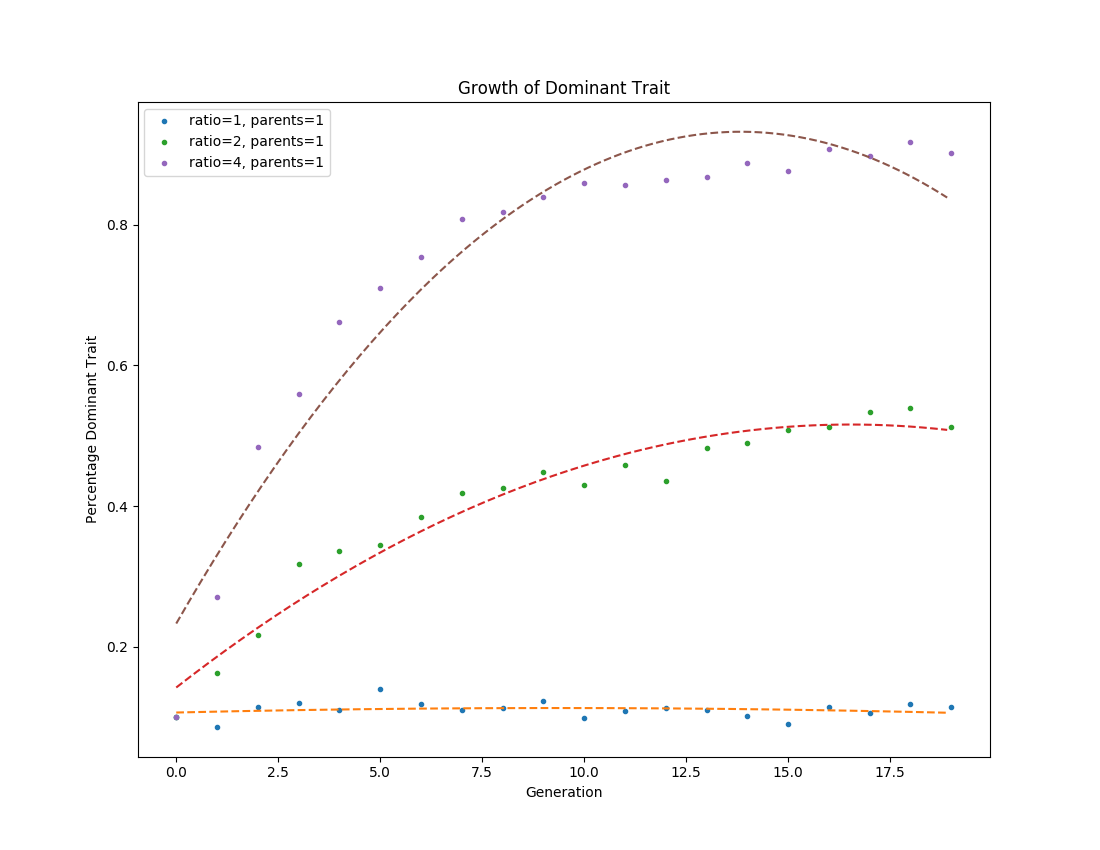 Growth of Dominant Trait
ratio=1, parents=1
ratio=2, parents=1
ratio=4, parents=1
Percentage Dominant Trait
0.8
0.6
0.4
0.2
0.0 2.5 5.0 7.5 10.0 12.5 15.0 17.5
Generation